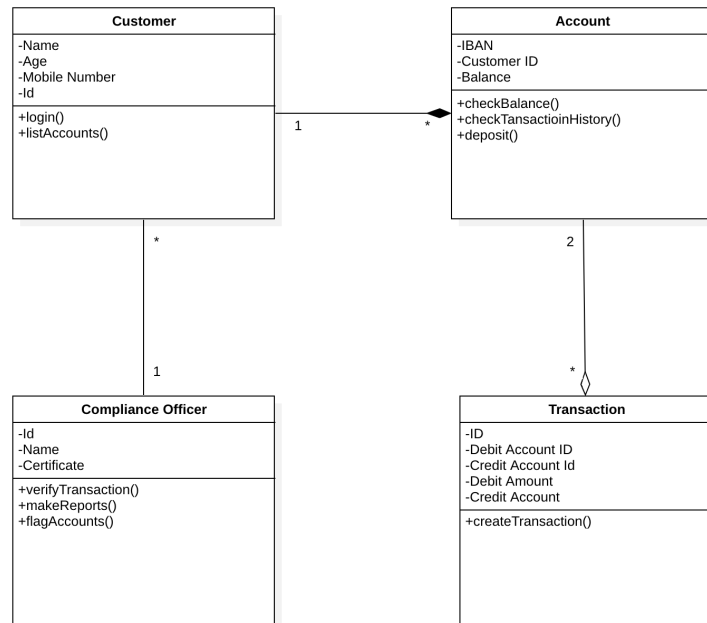 Customer
-Name
-Age
-Mobile Number
-Id
+login()
+listAccounts()
1
*
Account
-IBAN
-Customer ID
-Balance
+checkBalance()
+checkTansactioinHistory()
+deposit()
*
1
2
*
Compliance Officer
-Id
-Name
-Certificate
+verifyTransaction()
+makeReports()
+flagAccounts()
Transaction
-ID
-Debit Account ID
-Credit Account Id
-Debit Amount
-Credit Account
+createTransaction()